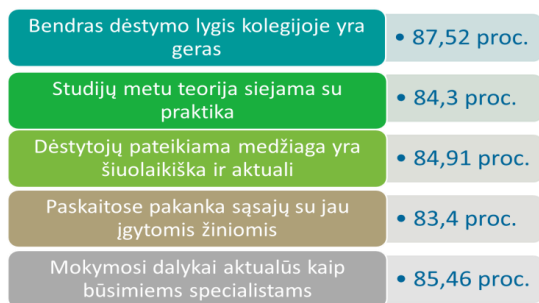 Bendras dėstymo lygis kolegijoje yra
geras
• 87,52 proc.
Studijų metu teorija siejama su
praktika
• 84,3 proc.
Dėstytojų pateikiama medžiaga yra
šiuolaikiška ir aktuali
• 84,91 proc.
Paskaitose pakanka sąsajų su jau
įgytomis žiniomis
• 83,4 proc.
Mokymosi dalykai aktualūs kaip
būsimiems specialistams
• 85,46 proc.